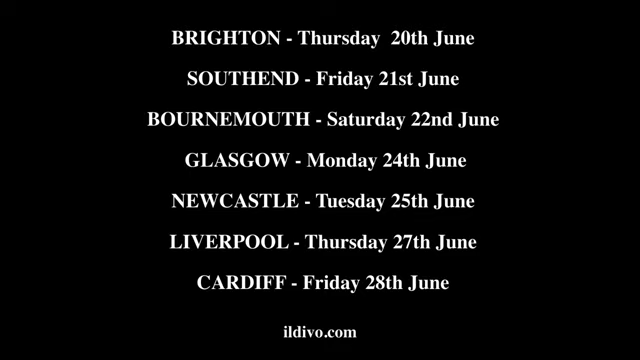 BRIGHTON - Thursday  20th June
SOUTHEND - Friday 21st June
BOURNEMOUTH - Saturday 22nd June
GLASGOW - Monday 24th June
NEWCASTLE - Tuesday 25th June
LIVERPOOL - Thursday 27th June
CARDIFF - Friday 28th June
ildivo.com